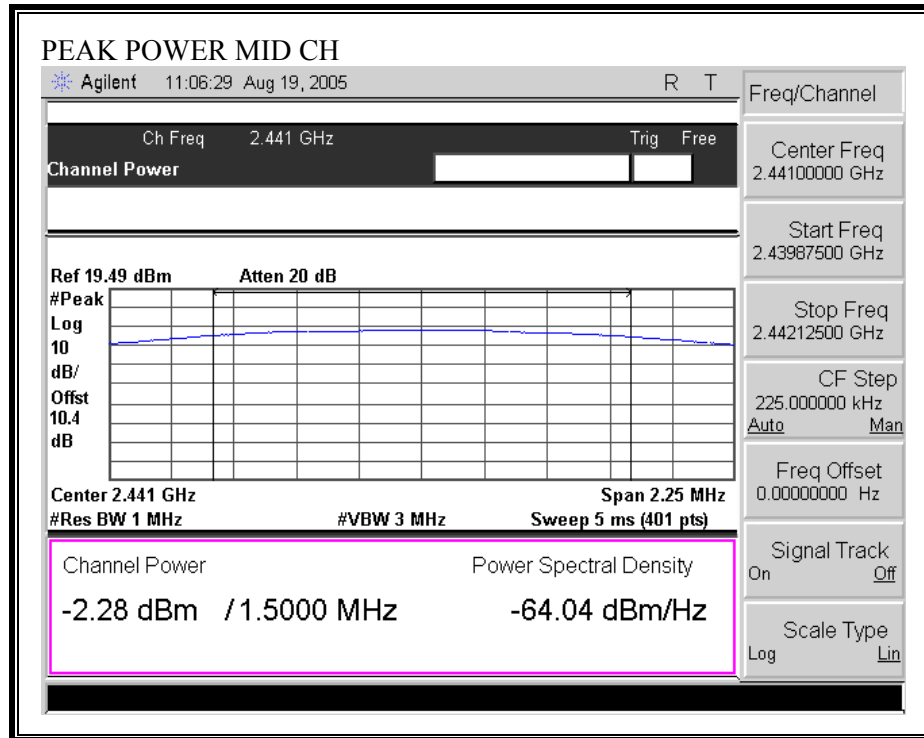 PEAK POWER MID CH
Agilent 11:06:29 Aug 19, 2005 R T
Ch Freq 2.441 GHz Trig Free
Channel Power
Ref 19.49 dBm Atten 20 dB
#Peak
Log
10
dB/
Offst
10.4
dB
Center 2.441 GHz Span 2.25 MHz
#Res BW 1 MHz #VBW 3 MHz Sweep 5 ms (401 pts)
Channel Power Power Spectral Density
-2.28 dBm /1.5000 MHz -64.04 dBm/Hz
Freq/Channel
Center Freq
2.44100000 GHz
Start Freq
2.43987500 GHz
Stop Freq
2.44212500 GHz
CF Step
225.000000 kHz
Auto Man
Freq Offset
0.00000000 Hz
Signal Track
On Off
Scale Type
Log Lin